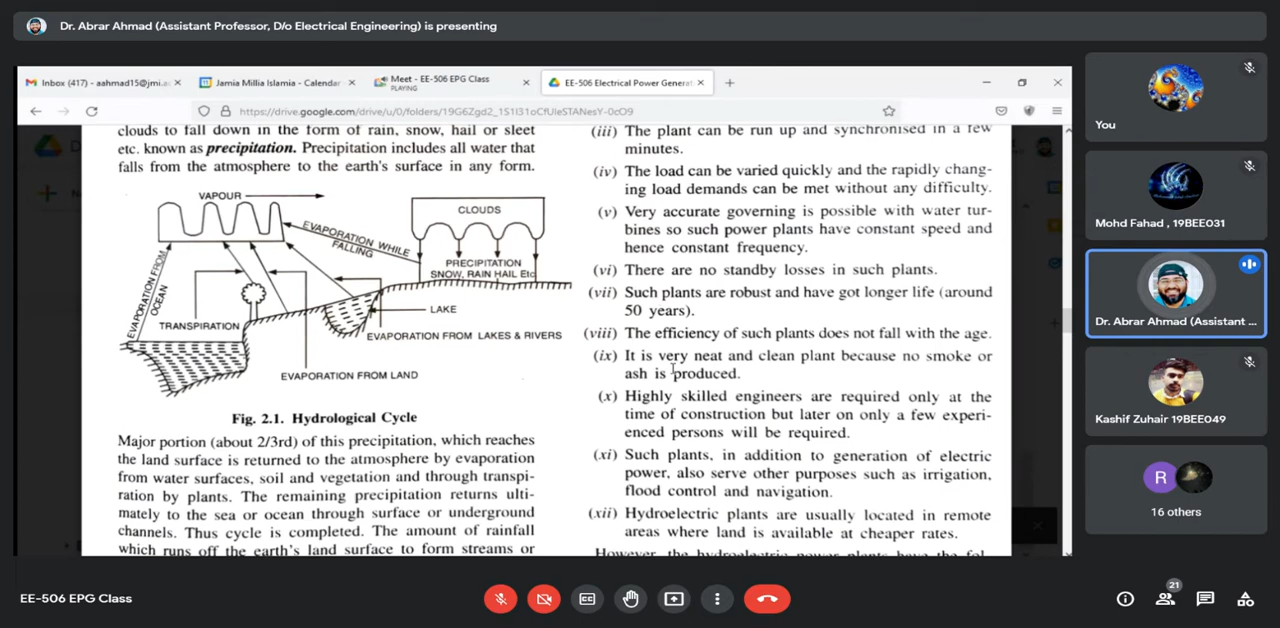 Dr. Abrar Ahmad (Assistant Professor, D/o Electrical Engineering) is presenting
Inbox (417) - aahmad15@jmi.a
Jamia Millia Islamia - Calendar
Meet - EE-506 EPG Class
PLAYING
EE-506 Electrical Power Generat
clouds to fall down in the form of rain, snow, hail or sleet
etc. known as precipitation. Precipitation includes all water that
falls from the atmosphere to the earth's surface in any form.
VAPOUR
CLOUDS
EVAPORATION WHILE
FALLING
PRECIPITATION
SNOW, RAIN HAIL Etc
EVAPORATION FROM
OCEAN
TRANSPIRATION
LAKE
EVAPORATION FROM LAKES & RIVERS
EVAPORATION FROM LAND
Fig. 2.1. Hydrological Cycle
Major portion (about 2/3rd) of this precipitation, which reaches
the land surface is returned to the atmosphere by evaporation
from water surfaces, soil and vegetation and through transpi-
ration by plants. The remaining precipitation returns ulti-
mately to the sea or ocean through surface or underground
channels. Thus cycle is completed. The amount of rainfall
which runs off the earth's land surface to form streams or
(iii) The plant can be run up and synchronised in a few
minutes.
(iv) The load can be varied quickly and the rapidly chang-
ing load demands can be met without any difficulty.
(v) Very accurate governing is possible with water tur-
bines so such power plants have constant speed and
hence constant frequency.
(vi) There are no standby losses in such plants.
(vii) Such plants are robust and have got longer life (around
50 years).
(viii) The efficiency of such plants does not fall with the age.
(ix) It is very neat and clean plant because no smoke or
ash is produced.
(x) Highly skilled engineers are required only at the
time of construction but later on only a few experi-
enced persons will be required.
(xi) Such plants, in addition to generation of electric
power, also serve other purposes such as irrigation,
flood control and navigation.
(xii) Hydroelectric plants are usually located in remote
areas where land is available at cheaper rates.
However, the hydroelectric power plants have the fol-
You
Mohd Fahad , 19BEE031
Dr. Abrar Ahmad (Assistant ...
Kashif Zuhair 19BEE049
R
16 others
EE-506 EPG Class
21